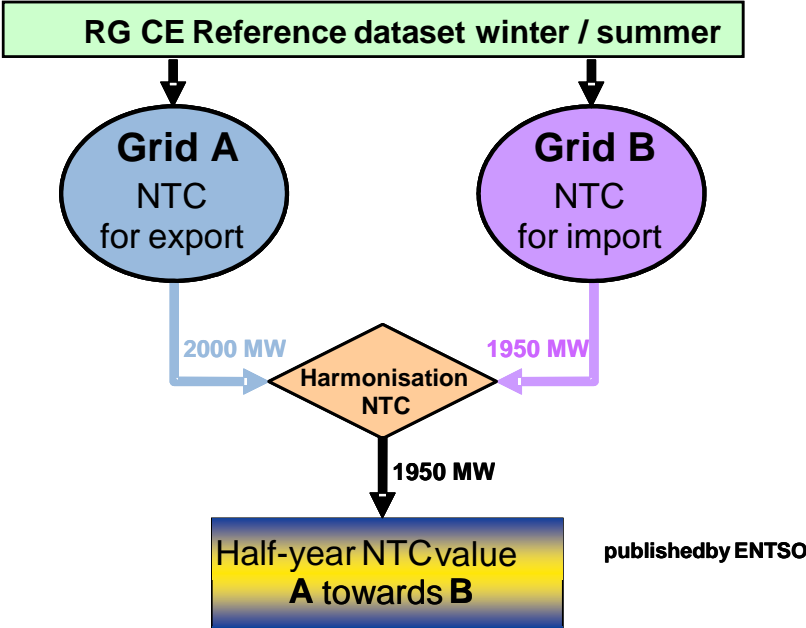 RG CE Reference dataset winter / summer
Grid A
NTC
for export
Grid B
NTC
for import
2000 MW
1950 MW
Harmonisation
NTC
1950 MW
Half-year NTC value
A towards B
publishedby ENTSO